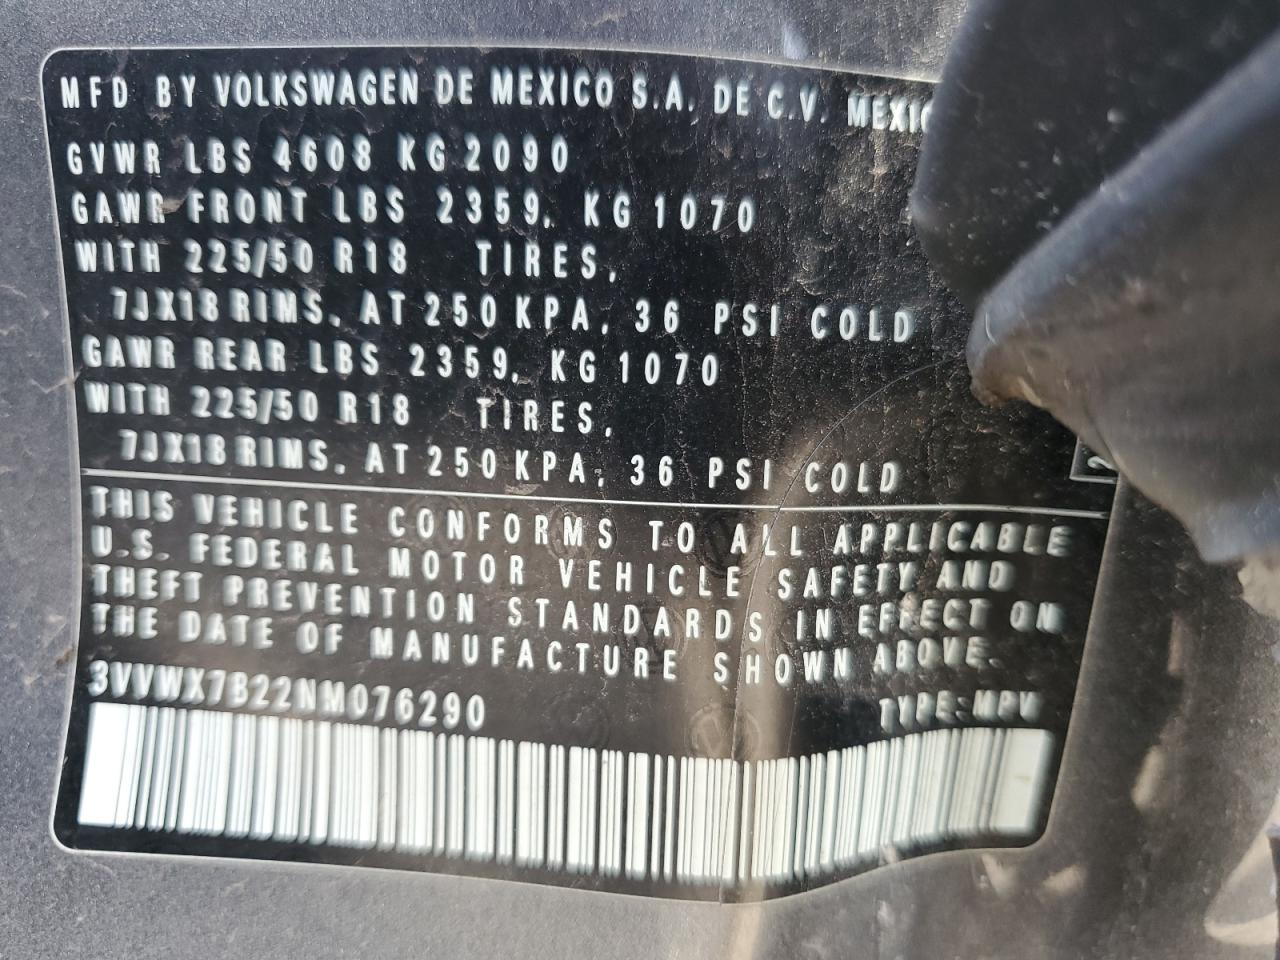 MFD BY VOLKSWAGEN DE MEXICO S.A. DE C.V. MEXIC
GVWR LBS 4608 KG 2090
GAWR FRONT LBS 2359, KG 1070
WITH 225/50 R18 TIRES,
7JX18 RIMS, AT 250 KPA, 36 PSI COLD
GAWR REAR LBS 2359, KG 1070
WITH 225/50 R18 TIRES,
7JX18 RIMS, AT 250 KPA, 36 PSI COLD
THIS VEHICLE CONFORMS TO ALL APPLICABLE
U.S. FEDERAL MOTOR VEHICLE SAFETY AND
THEFT PREVENTION STANDARDS IN EFFECT ON
THE DATE OF MANUFACTURE SHOWN ABOVE.
3VVWX7B22NM076290 TYPE: MPV